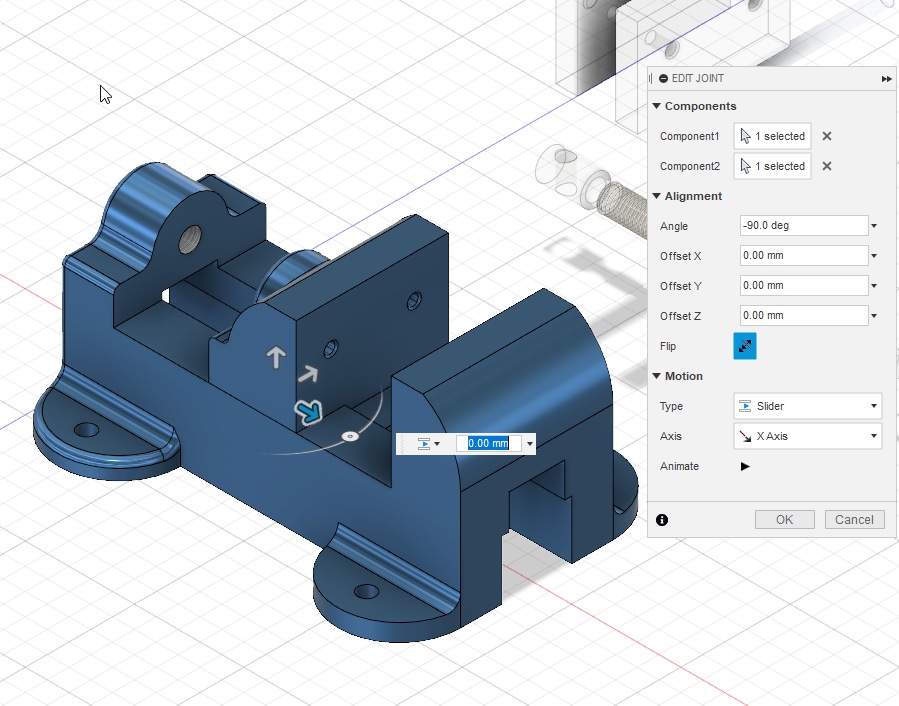 EDIT JOINT
Components
Component1 1 selected
Component2 1 selected
Alignment
Angle -90.0 deg
Offset X 0.00 mm
Offset Y 0.00 mm
Offset Z 0.00 mm
Flip
Motion
Type Slider
Axis X Axis
Animate
OK Cancel
0.00 mm